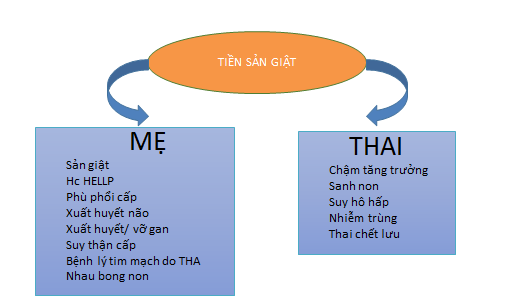 TIỀN SẢN GIẬT
MẸ
Sản giật
Hc HELLP
Phù phổi cấp
Xuất huyết não
Xuất huyết/ vỡ gan
Suy thận cấp
Bệnh lý tim mạch do THA
Nhau bong non
THAI
Chậm tăng trưởng
Sanh non
Suy hô hấp
Nhiễm trùng
Thai chết lưu